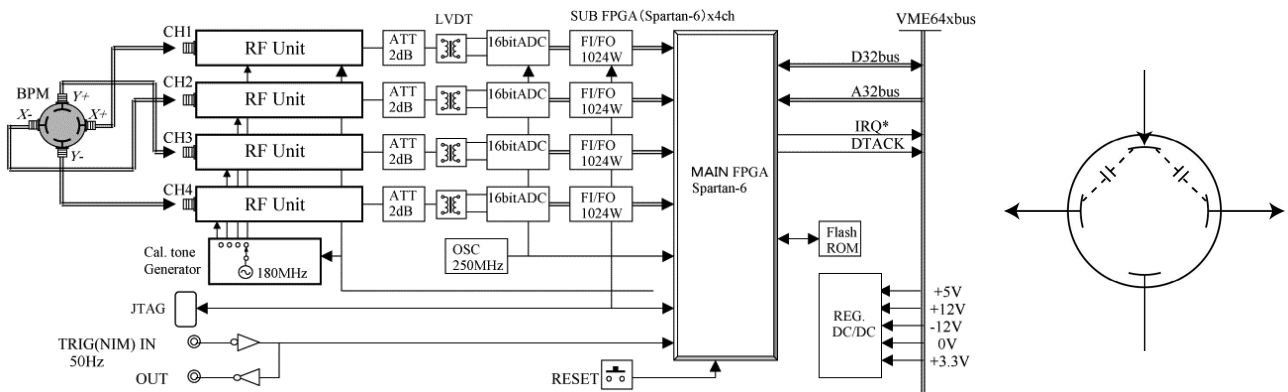 SUB FPGA(Spartan-6)x4ch
VME64xbus
LVDT
CH1
RF Unit
ATT
2dB
16bitADC
FI/FO
1024W
D32bus
CH2
RF Unit
ATT
2dB
16bitADC
FI/FO
1024W
A32bus
BPM
Y+
X-
X+
Y-
IRQ*
CH3
RF Unit
ATT
2dB
16bitADC
FI/FO
1024W
DTACK
MAIN FPGA
Spartan-6
CH4
RF Unit
ATT
2dB
16bitADC
FI/FO
1024W
Cal. tone
Generator
180MHz
OSC
250MHz
Flash
ROM
JTAG
REG.
DC/DC
+5V
+12V
-12V
0V
+3.3V
TRIG(NIM) IN
50Hz
OUT
RESET